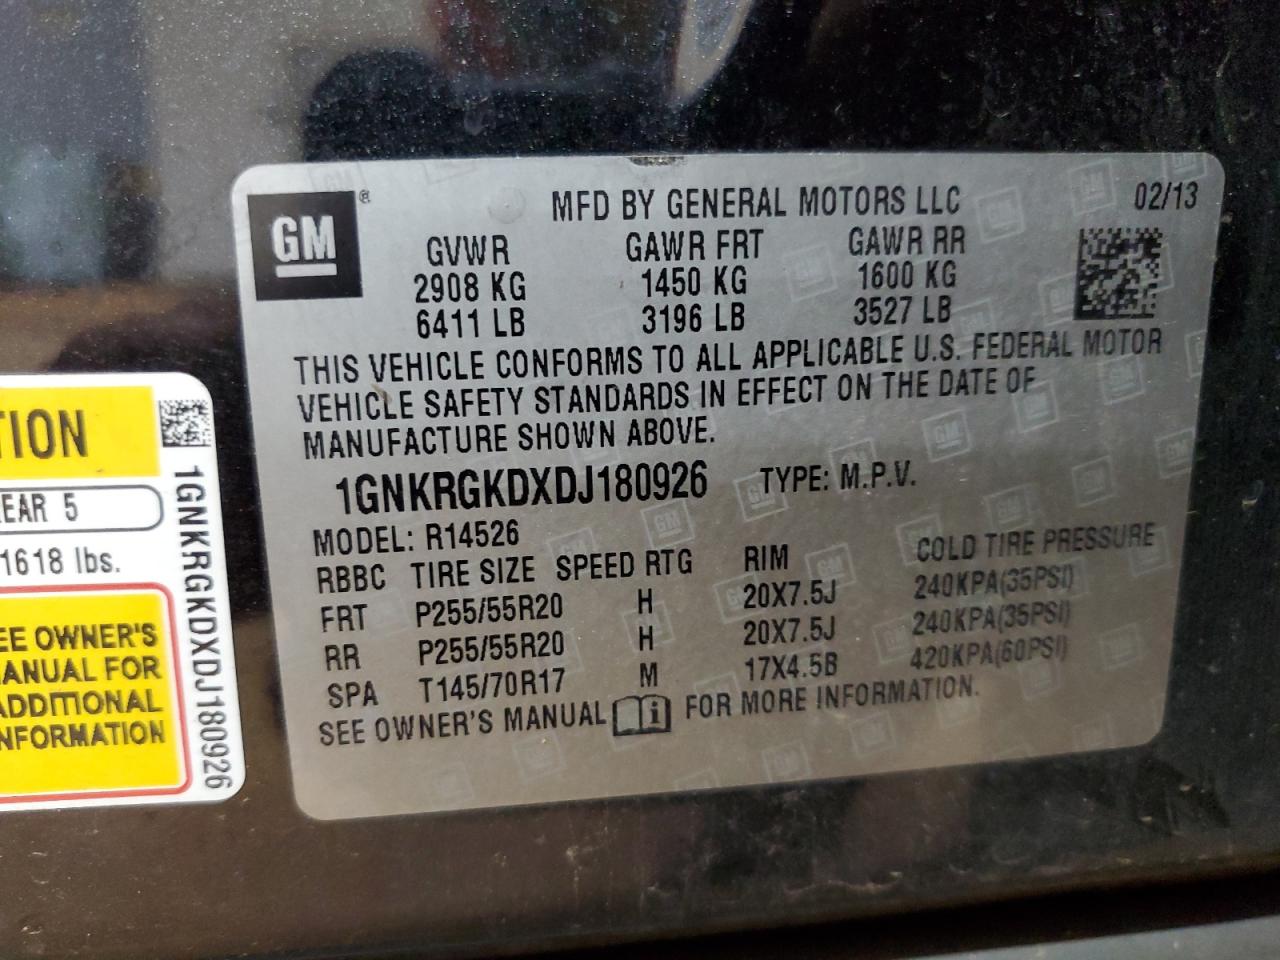 GM ®
MFD BY GENERAL MOTORS LLC 02/13
GVWR GAWR FRT GAWR RR
2908 KG 1450 KG 1600 KG
6411 LB 3196 LB 3527 LB
THIS VEHICLE CONFORMS TO ALL APPLICABLE U.S. FEDERAL MOTOR
VEHICLE SAFETY STANDARDS IN EFFECT ON THE DATE OF
MANUFACTURE SHOWN ABOVE.
1GNKRGKDXDJ180926 TYPE: M.P.V.
MODEL: R14526
RBBC TIRE SIZE SPEED RTG RIM COLD TIRE PRESSURE
FRT P255/55R20 H 20X7.5J 240KPA(35PSI)
RR P255/55R20 H 20X7.5J 240KPA(35PSI)
SPA T145/70R17 M 17X4.5B 420KPA(60PSI)
SEE OWNER'S MANUAL i FOR MORE INFORMATION.
TION
EAR 5
1618 lbs.
EE OWNER'S
ANUAL FOR
ADDITIONAL
NFORMATION
1GNKRGKDXDJ180926